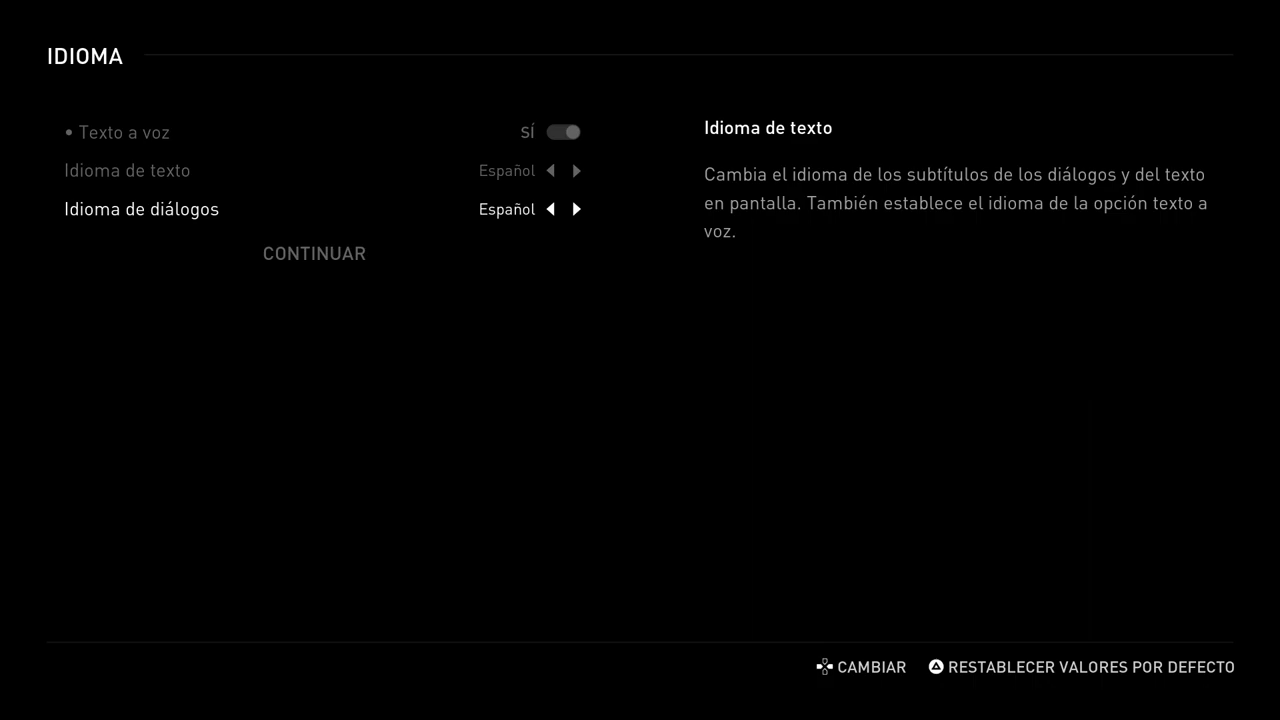 IDIOMA
• Texto a voz SÍ
Idioma de texto Español
Idioma de diálogos Español
CONTINUAR
Idioma de texto
Cambia el idioma de los subtítulos de los diálogos y del texto
en pantalla. También establece el idioma de la opción texto a
voz.
CAMBIAR RESTABLECER VALORES POR DEFECTO